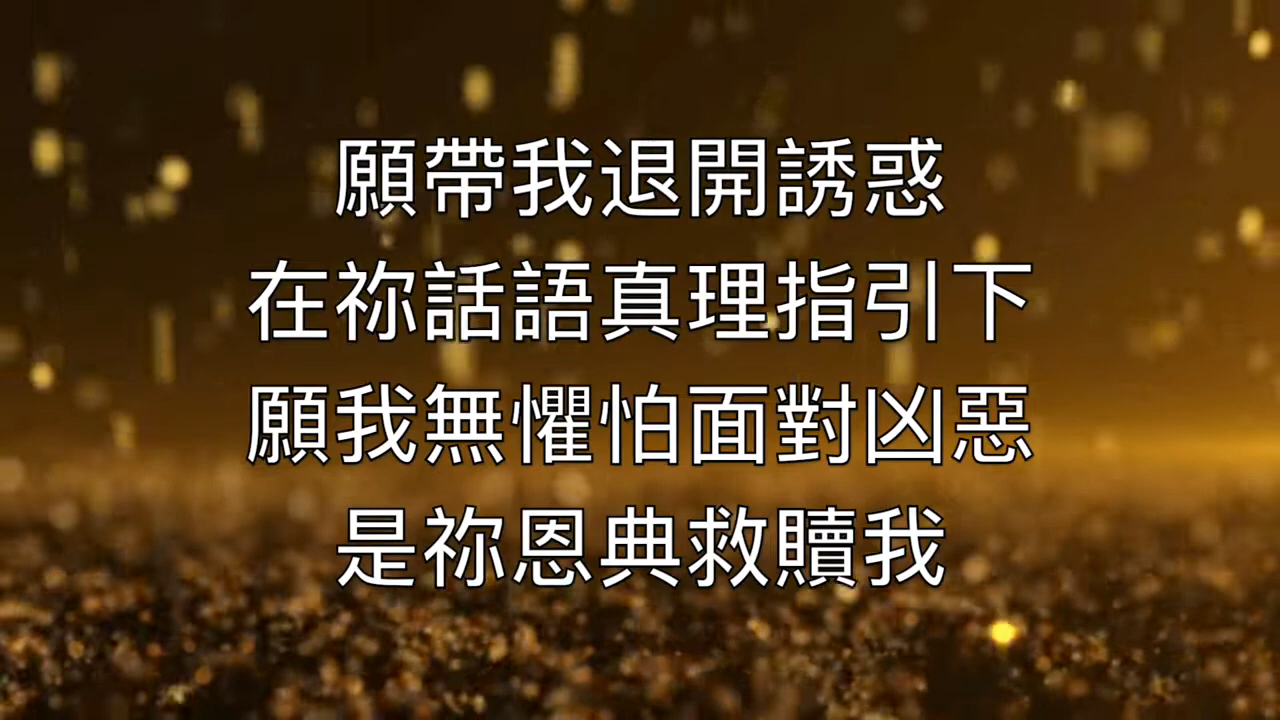 願帶我退開誘惑
在祢話語真理指引下
願我無懼怕面對凶惡
是祢恩典救贖我